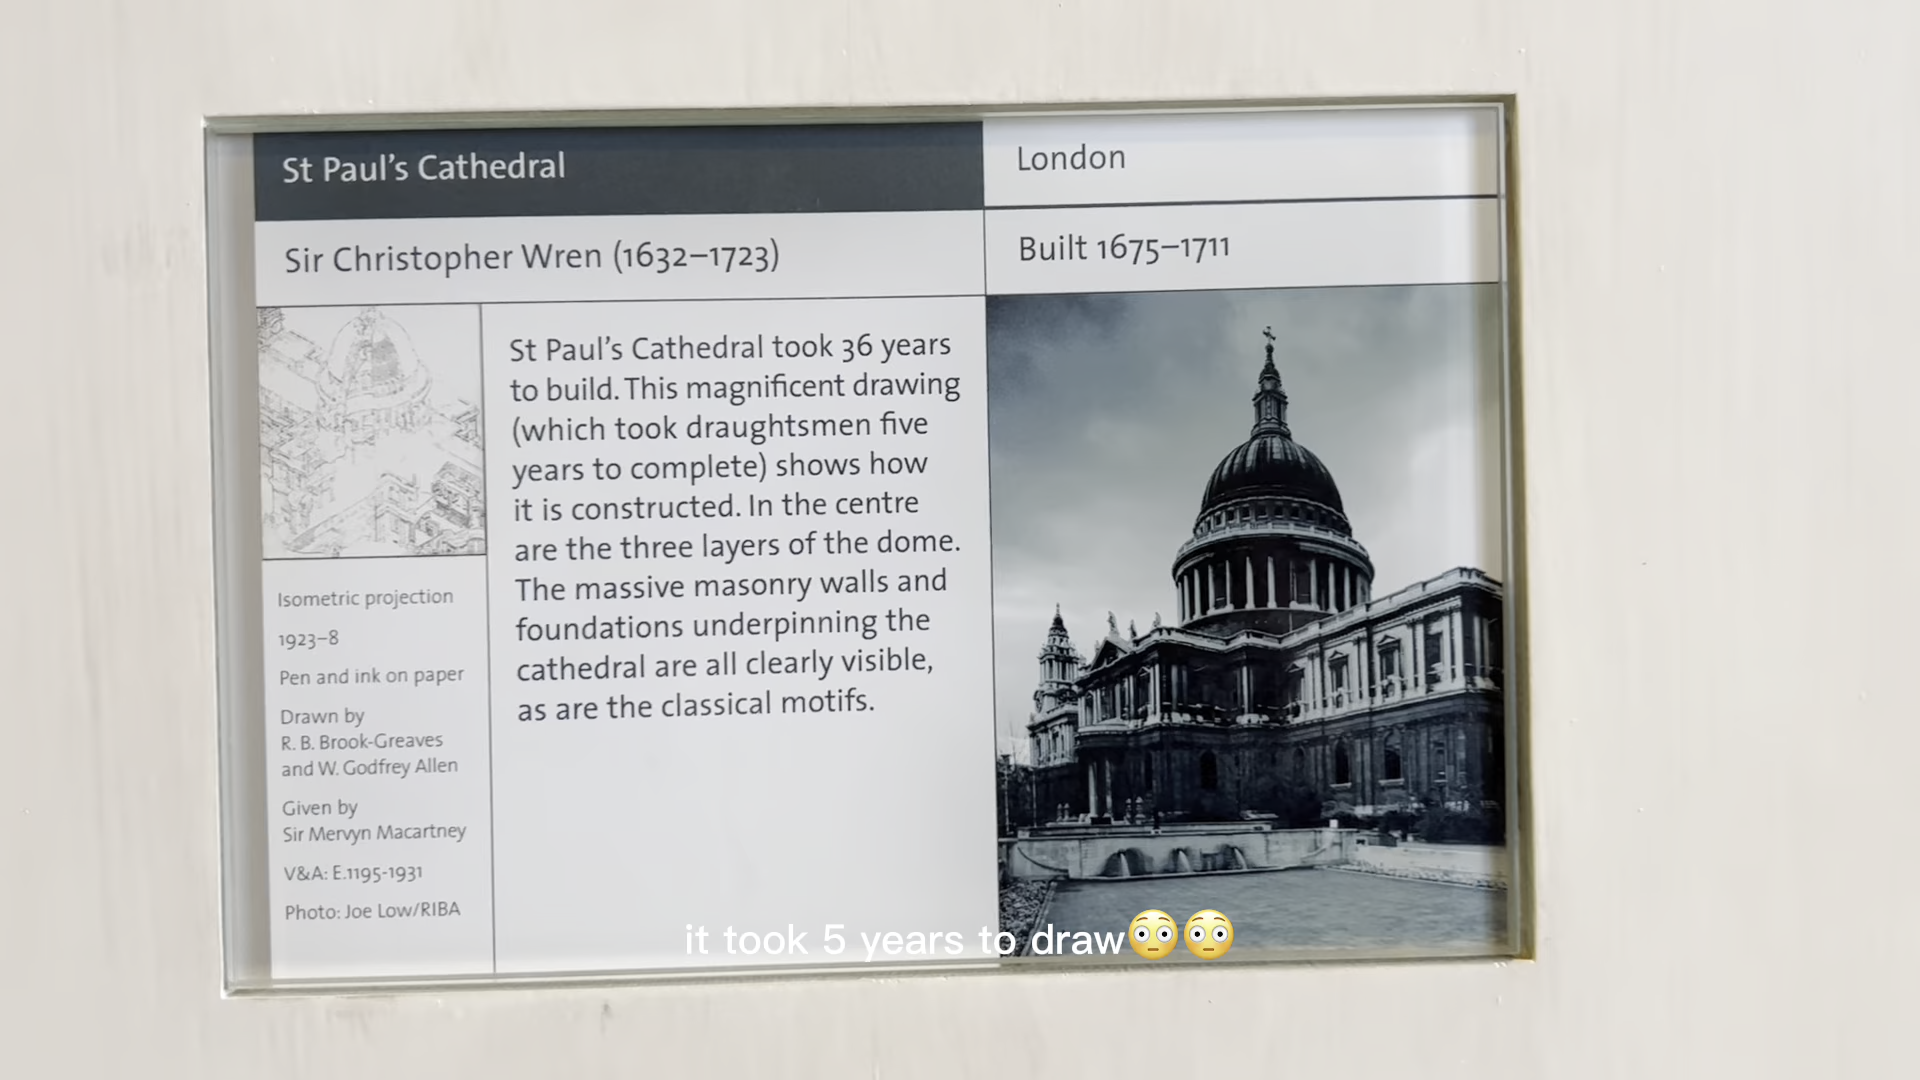 St Paul’s Cathedral
London
Sir Christopher Wren (1632–1723)
Built 1675–1711
St Paul’s Cathedral took 36 years
to build. This magnificent drawing
(which took draughtsmen five
years to complete) shows how
it is constructed. In the centre
are the three layers of the dome.
The massive masonry walls and
foundations underpinning the
cathedral are all clearly visible,
as are the classical motifs.
Isometric projection
1923–8
Pen and ink on paper
Drawn by
R. B. Brook-Greaves
and W. Godfrey Allen
Given by
Sir Mervyn Macartney
V&A: E.1195-1931
Photo: Joe Low/RIBA
it took 5 years to draw😳😳